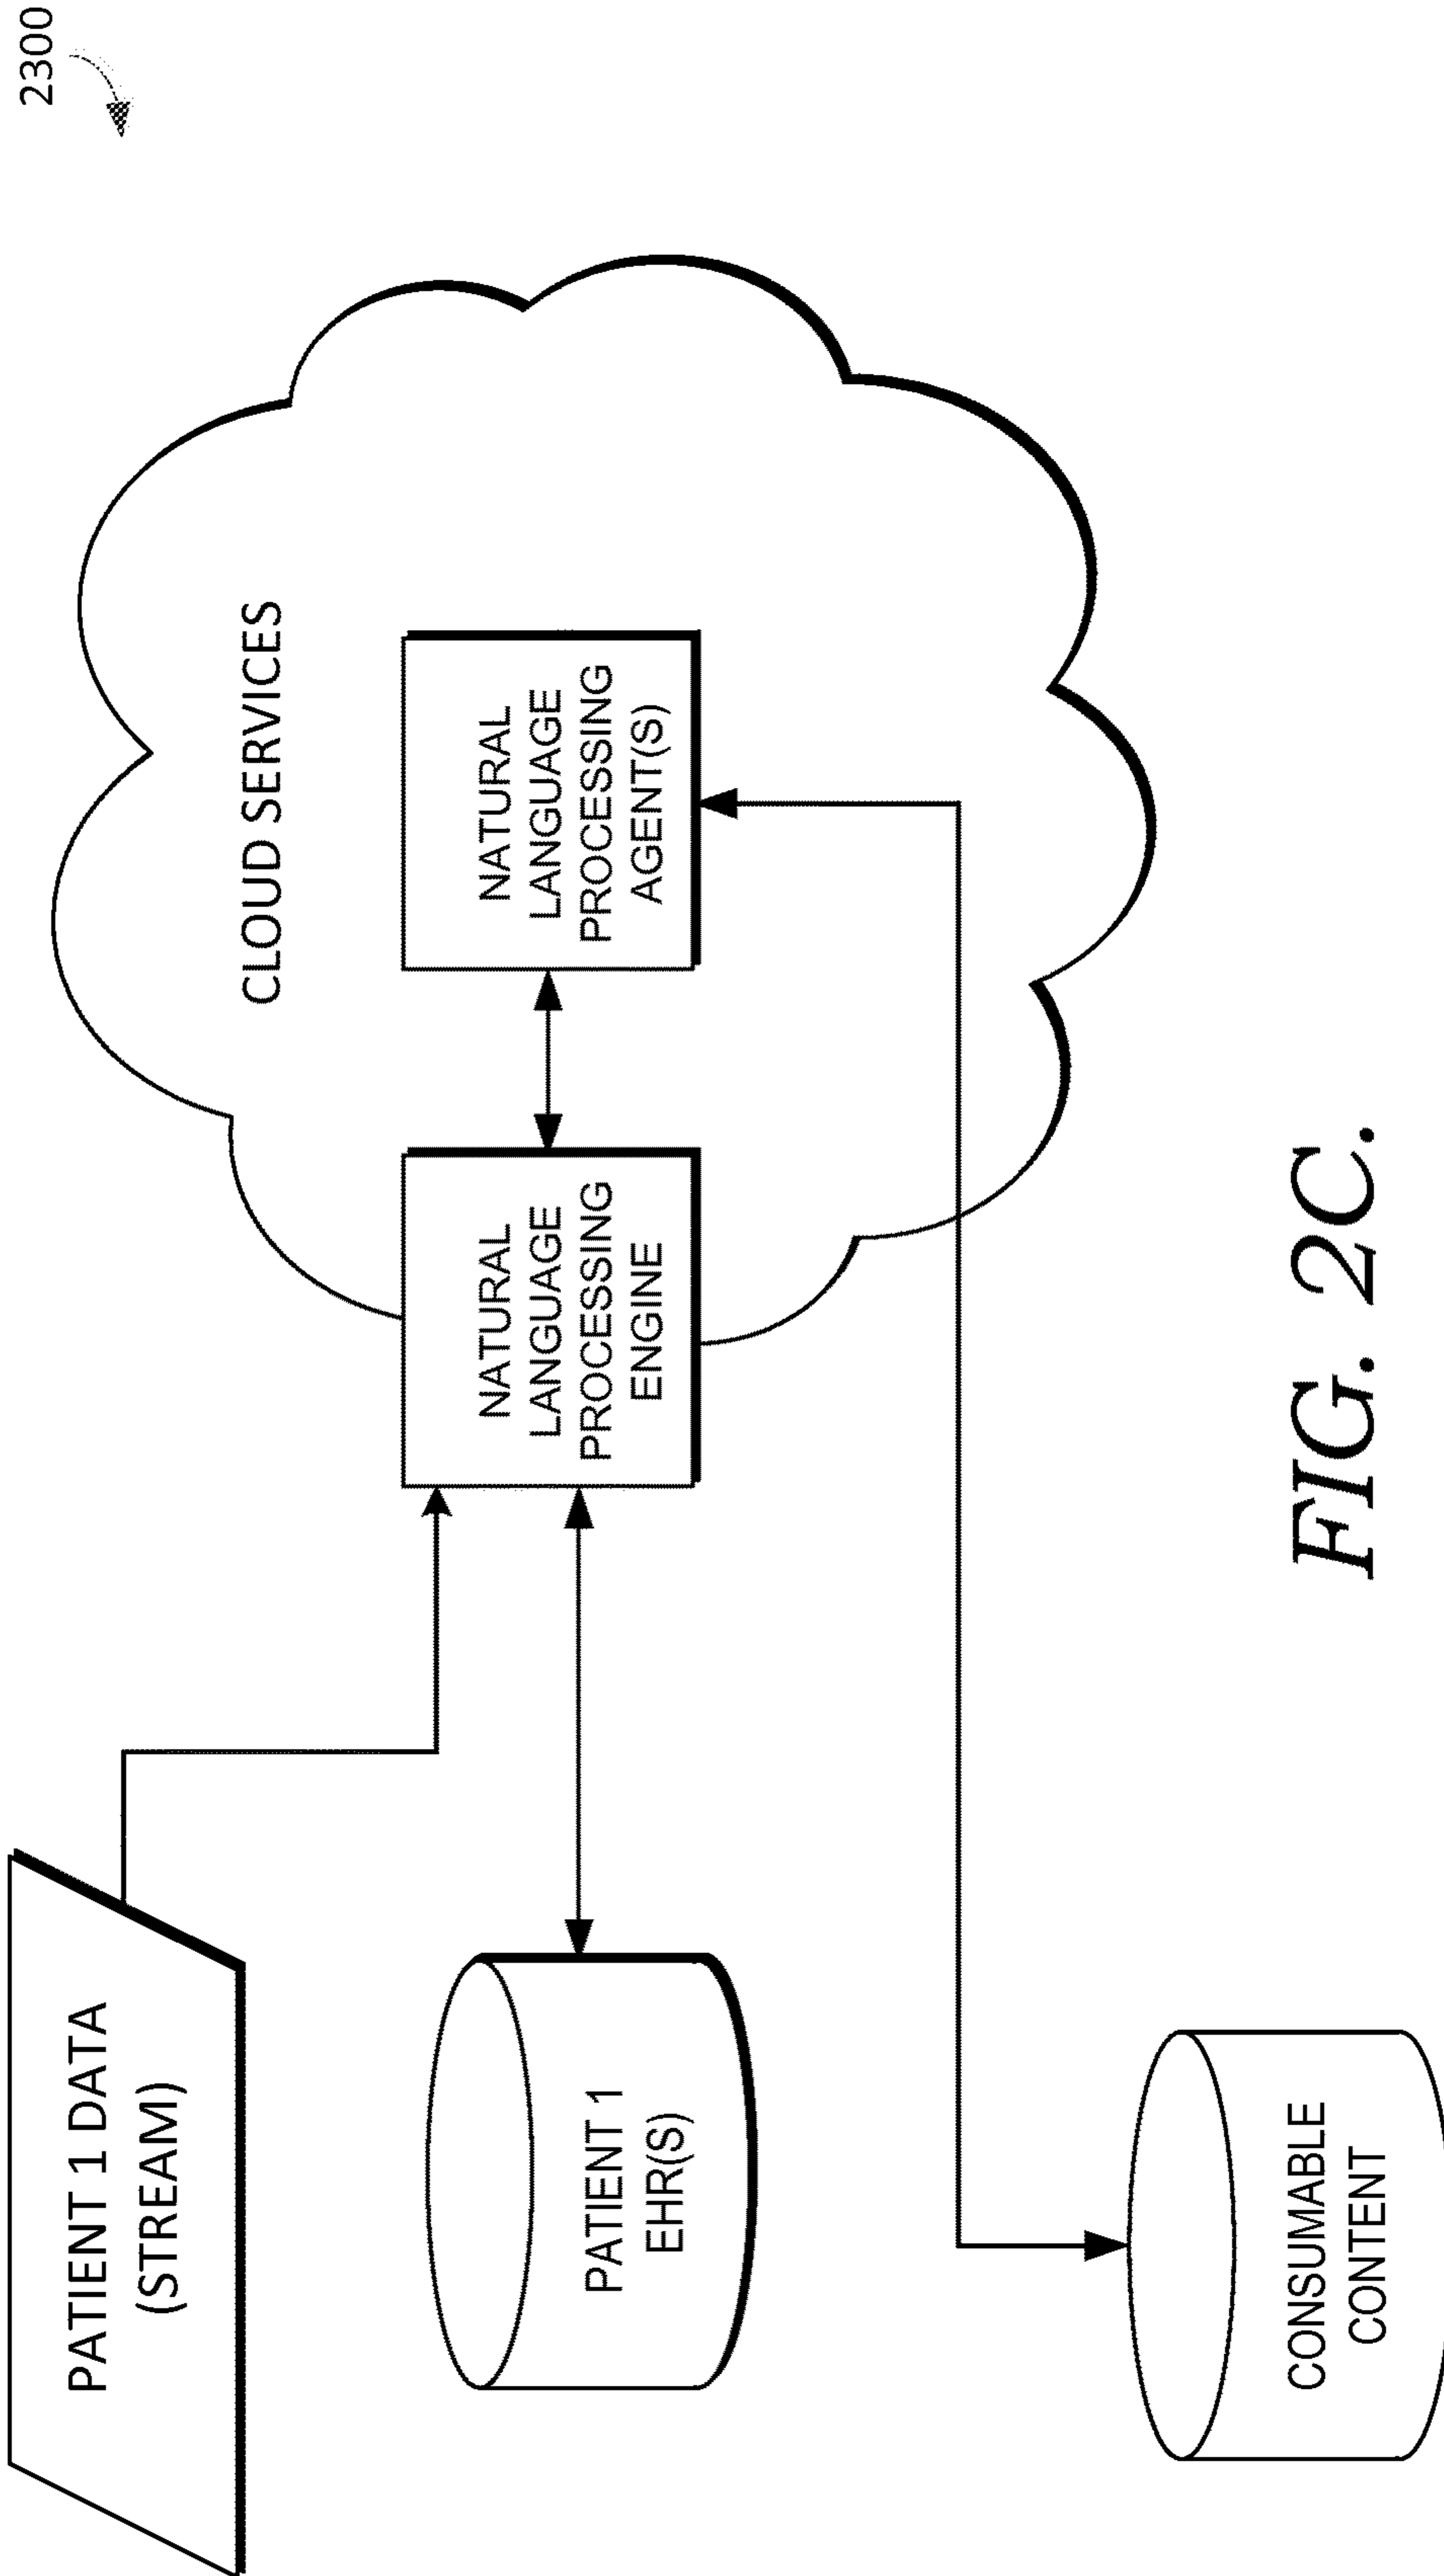 2300
PATIENT 1 DATA
(STREAM)
CLOUD SERVICES
NATURAL
LANGUAGE
PROCESSING
ENGINE
NATURAL
LANGUAGE
PROCESSING
AGENT(S)
PATIENT 1
EHR(S)
CONSUMABLE
CONTENT
FIG. 2C.